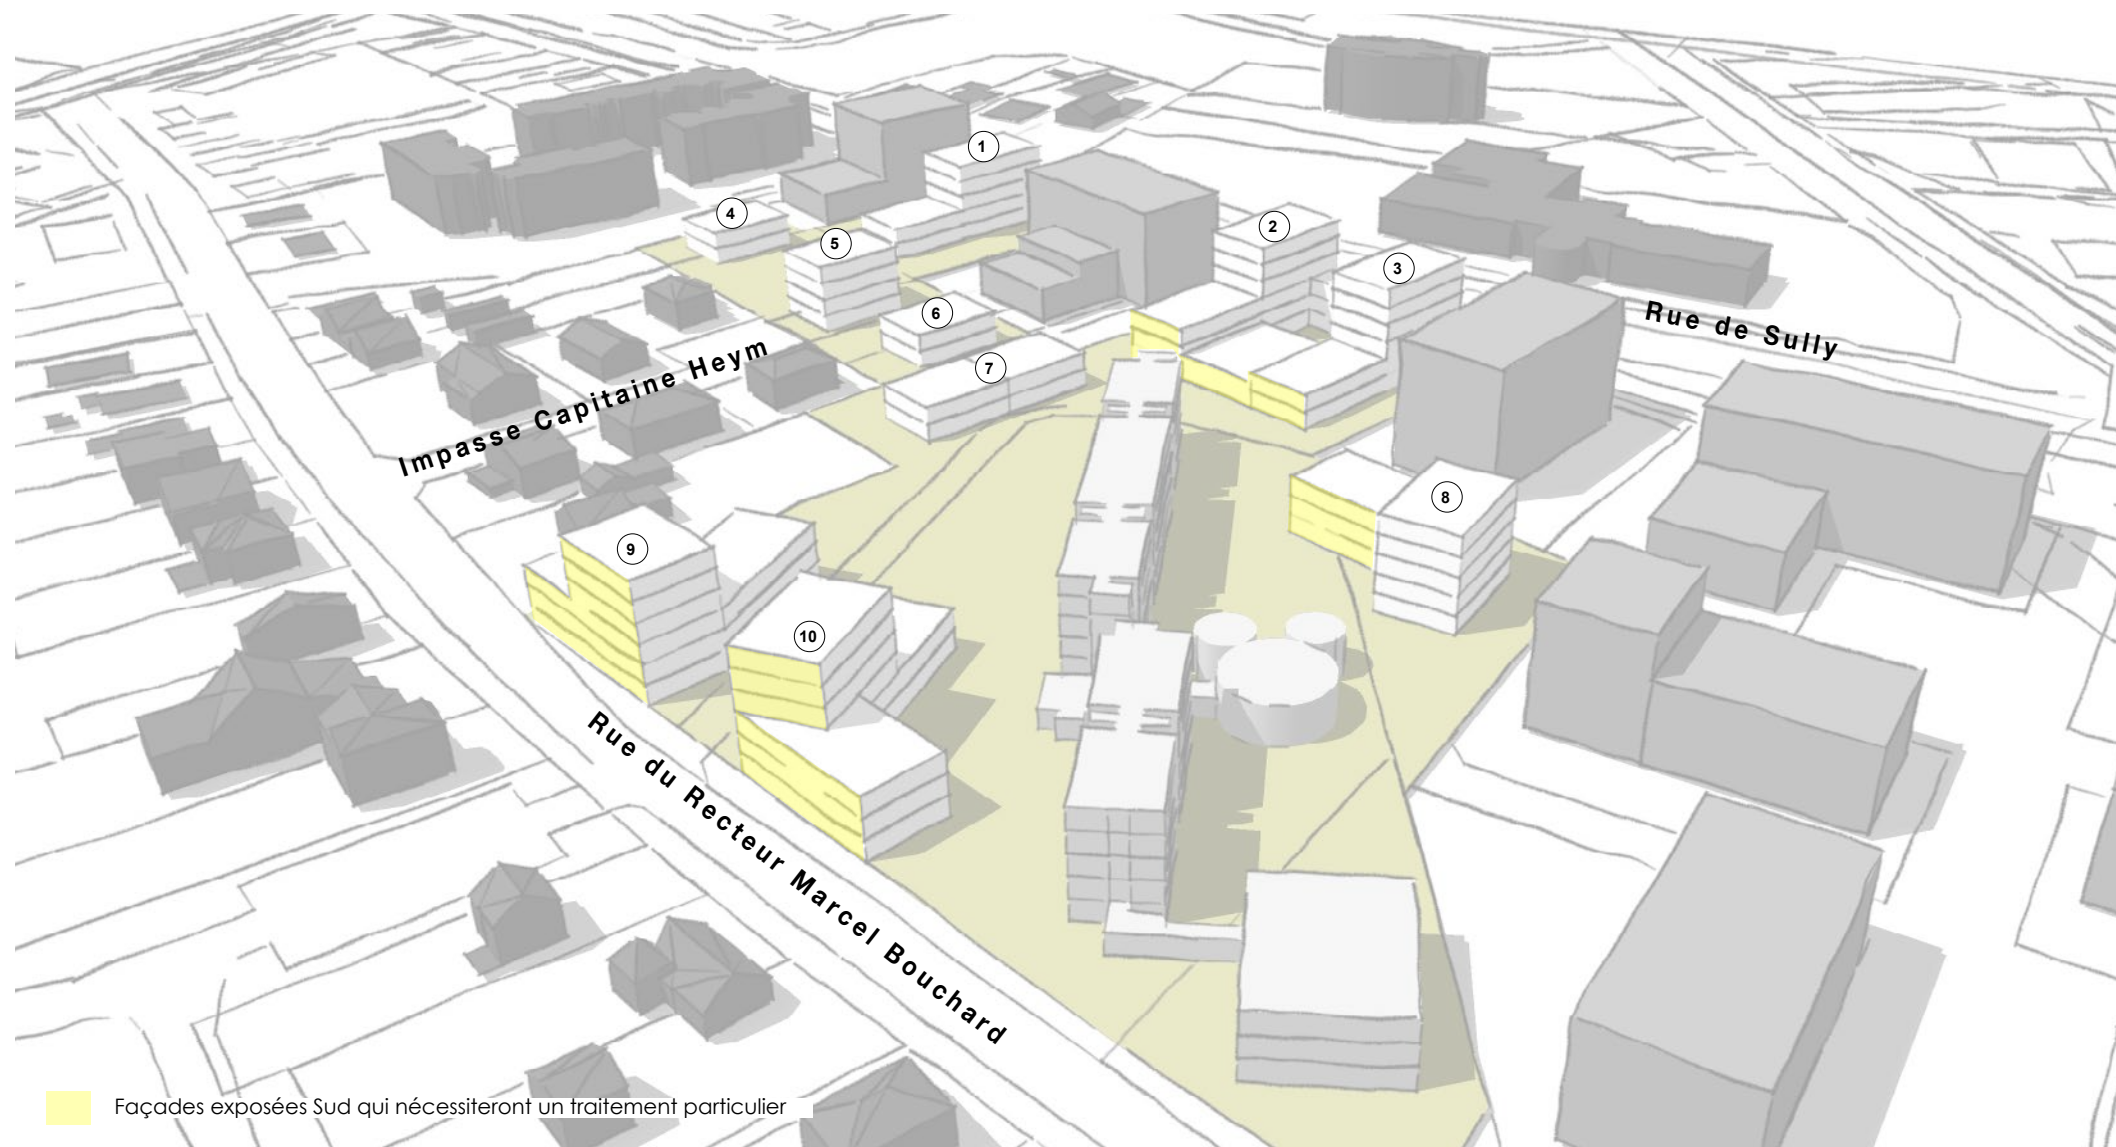 1
2
4
5
3
Rue de Sully
6
Impasse Capitaine Heym
7
8
9
10
Rue du Recteur Marcel Bouchard
Façades exposées Sud qui nécessiteront un traitement particulier